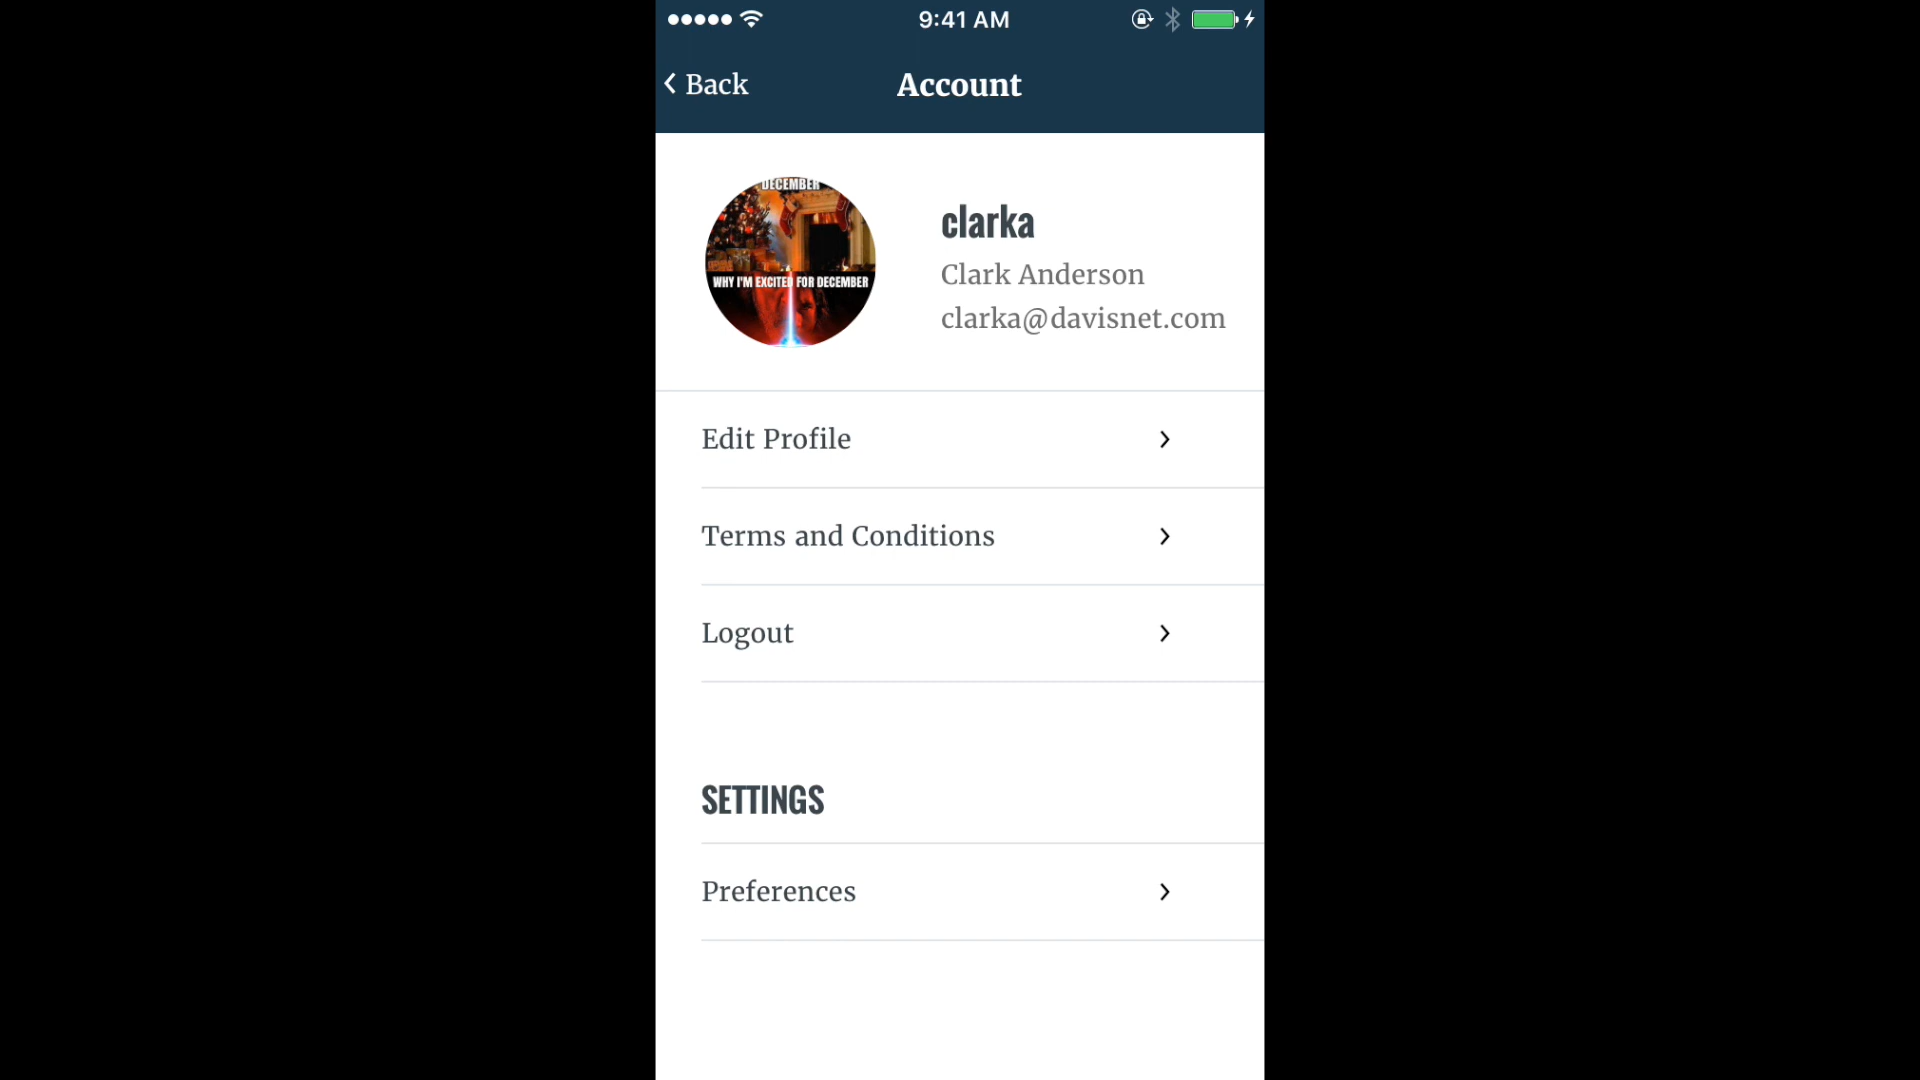 9:41 AM
Back
Account
DECEMBER
WHY I'M EXCITED FOR DECEMBER
clarka
Clark Anderson
clarka@davisnet.com
Edit Profile
Terms and Conditions
Logout
SETTINGS
Preferences